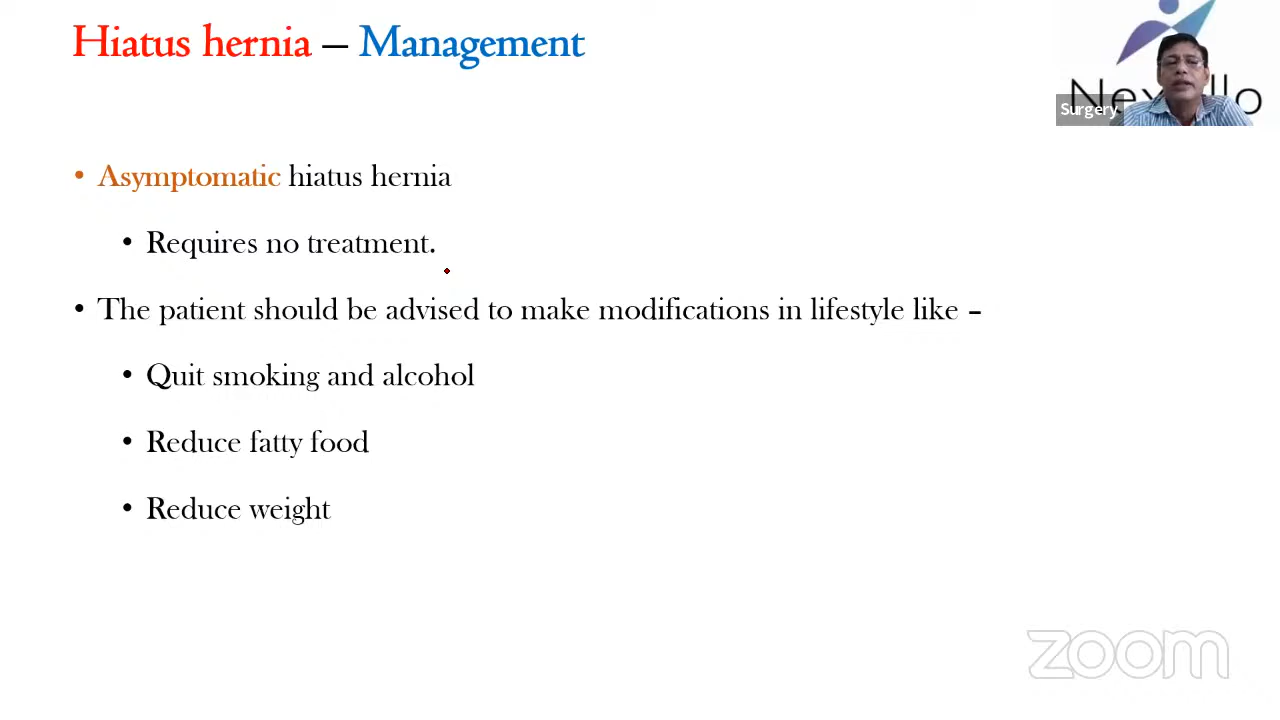 Hiatus hernia – Management
Surgery
• Asymptomatic hiatus hernia
• Requires no treatment.
• The patient should be advised to make modifications in lifestyle like –
• Quit smoking and alcohol
• Reduce fatty food
• Reduce weight
zoom